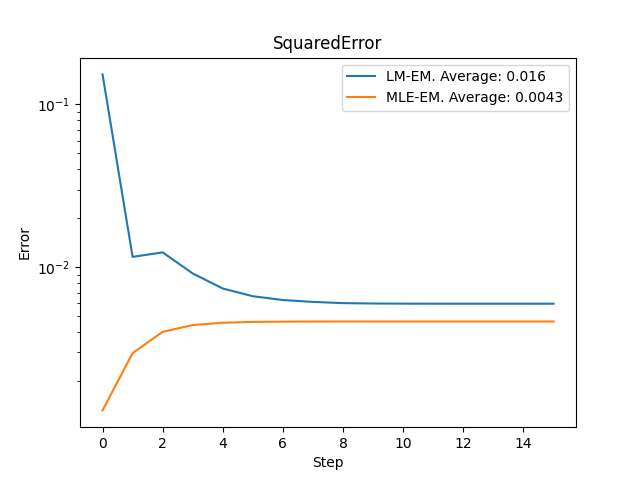 SquaredError
LM-EM. Average: 0.016
MLE-EM. Average: 0.0043
Error
10⁻¹
10⁻²
0 2 4 6 8 10 12 14
Step